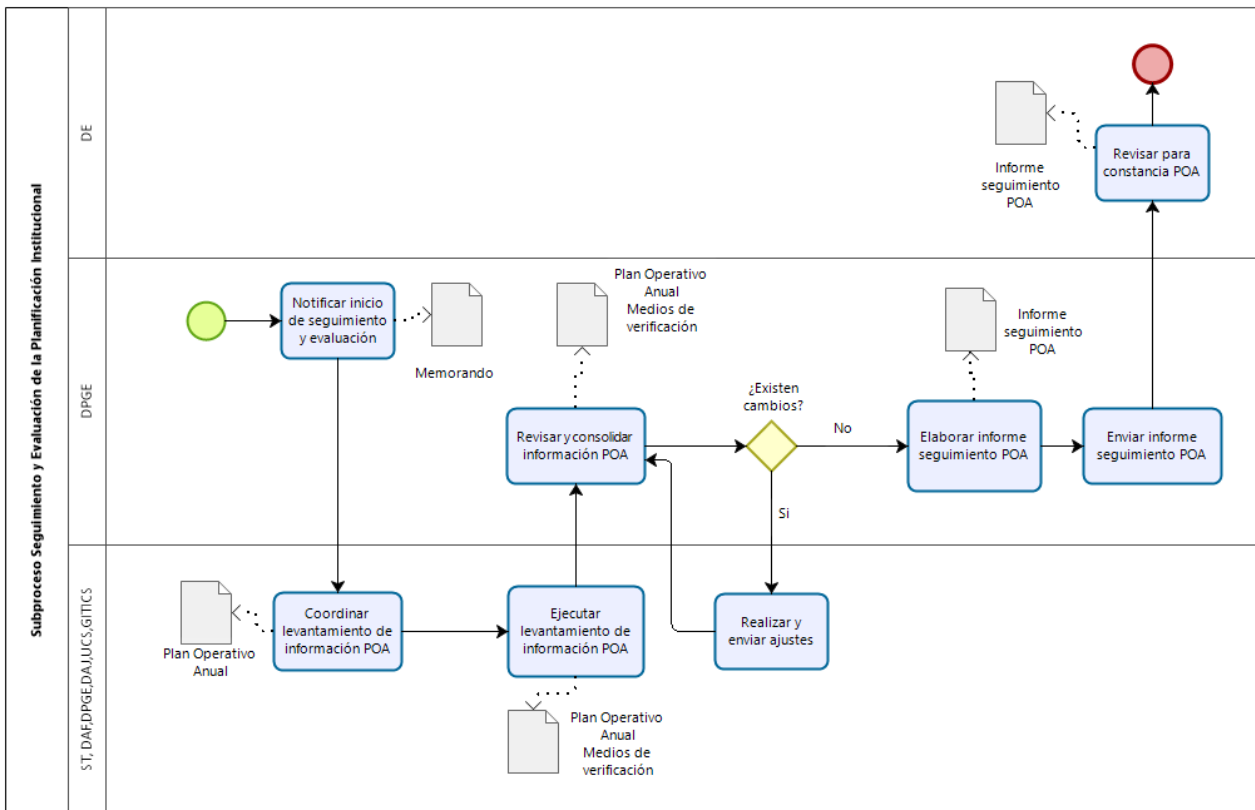 Subproceso Seguimiento y Evaluación de la Planificación Institucional
DE
Informe
seguimiento
POA
Revisar para
constancia POA
DPGE
Notificar inicio
de seguimiento
y evaluación
Memorando
Plan Operativo
Anual
Medios de
verificación
Revisar y consolidar
información POA
¿Existen
cambios?
No
Si
Informe
seguimiento
POA
Elaborar informe
seguimiento POA
Enviar informe
seguimiento POA
ST, DAF,DPGE,DAJ,UCS,GITICS
Plan Operativo
Anual
Coordinar
levantamiento de
información POA
Ejecutar
levantamiento de
información POA
Plan Operativo
Anual
Medios de
verificación
Realizar y
enviar ajustes